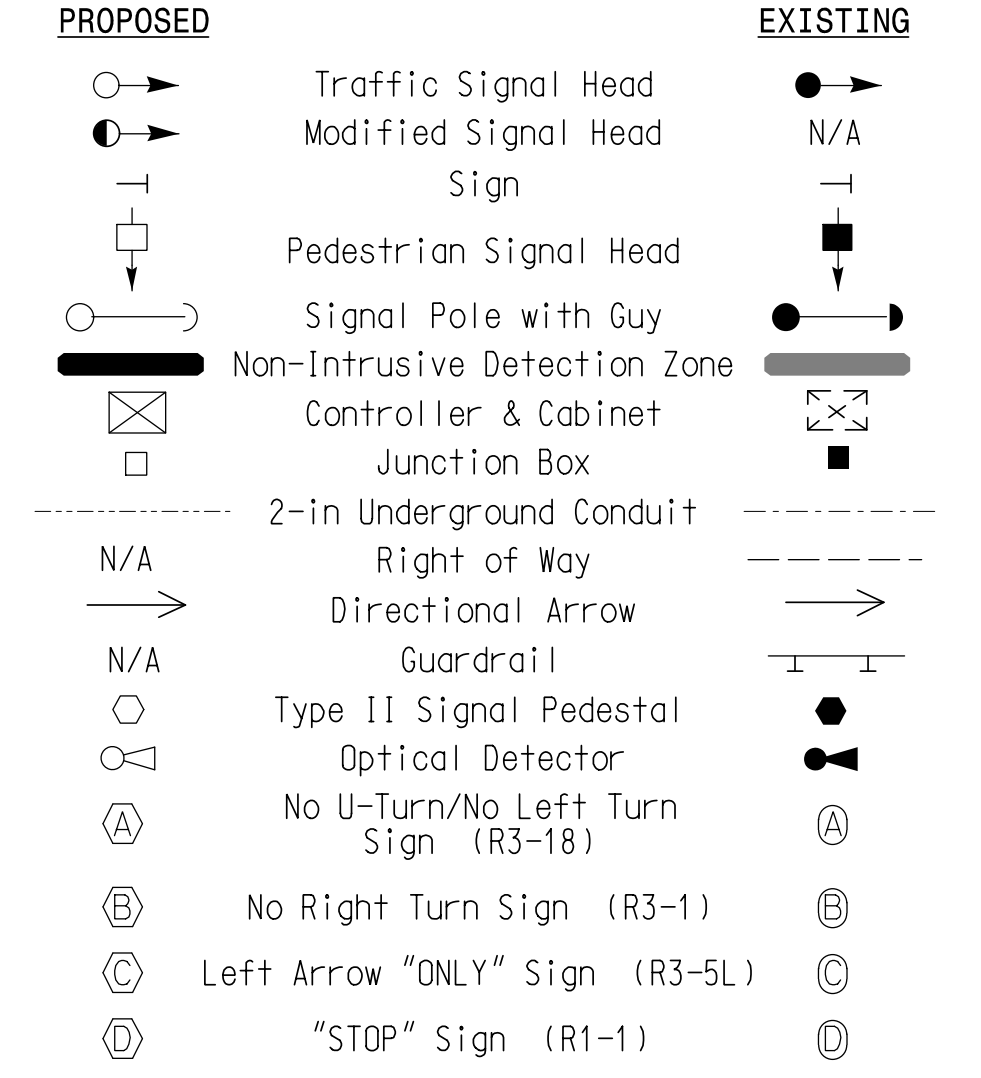 PROPOSED EXISTING
Traffic Signal Head
Modified Signal Head N/A
Sign
Pedestrian Signal Head
Signal Pole with Guy
Non-Intrusive Detection Zone
Controller & Cabinet
Junction Box
2-in Underground Conduit
N/A Right of Way
Directional Arrow
N/A Guardrail
Type II Signal Pedestal
Optical Detector
No U-Turn/No Left Turn
A Sign (R3-18) A
B No Right Turn Sign (R3-1) B
C Left Arrow "ONLY" Sign (R3-5L) C
D "STOP" Sign (R1-1) D